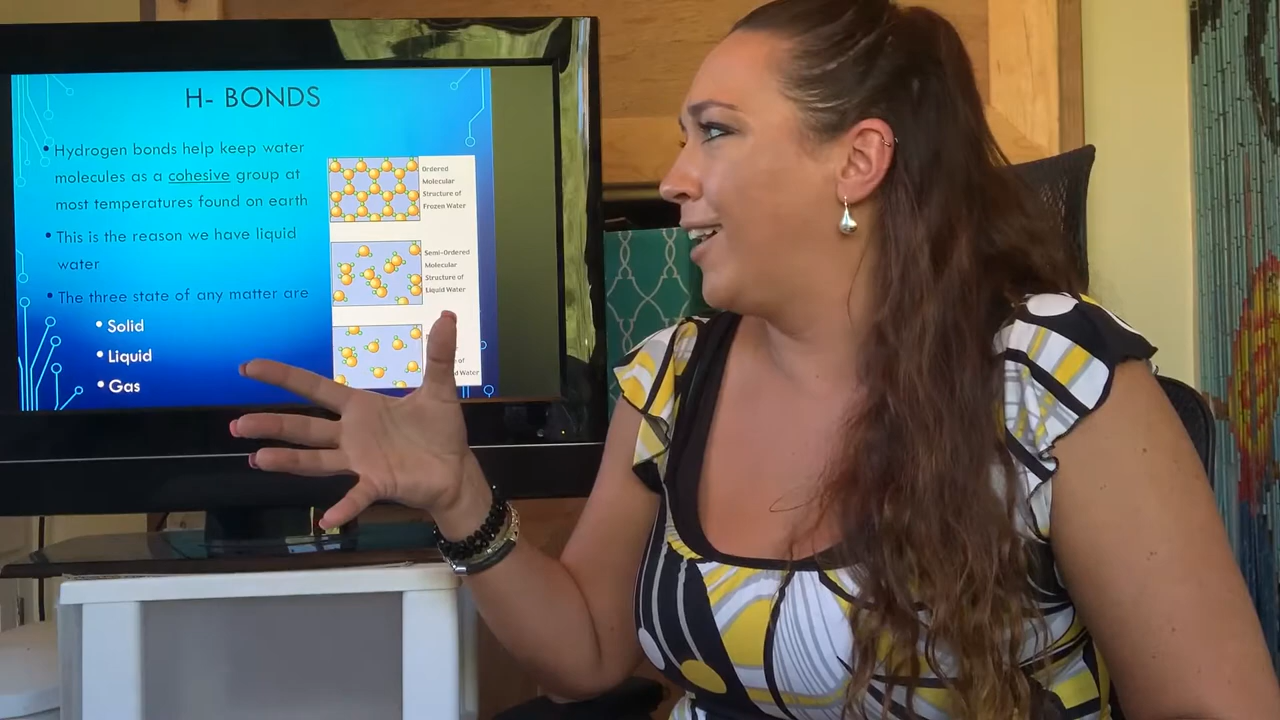 H- BONDS
• Hydrogen bonds help keep water
molecules as a cohesive group at
most temperatures found on earth
• This is the reason we have liquid
water
• The three state of any matter are
• Solid
• Liquid
• Gas
Ordered
Molecular
Structure of
Frozen Water
Semi-Ordered
Molecular
Structure of
Liquid Water
of
Water